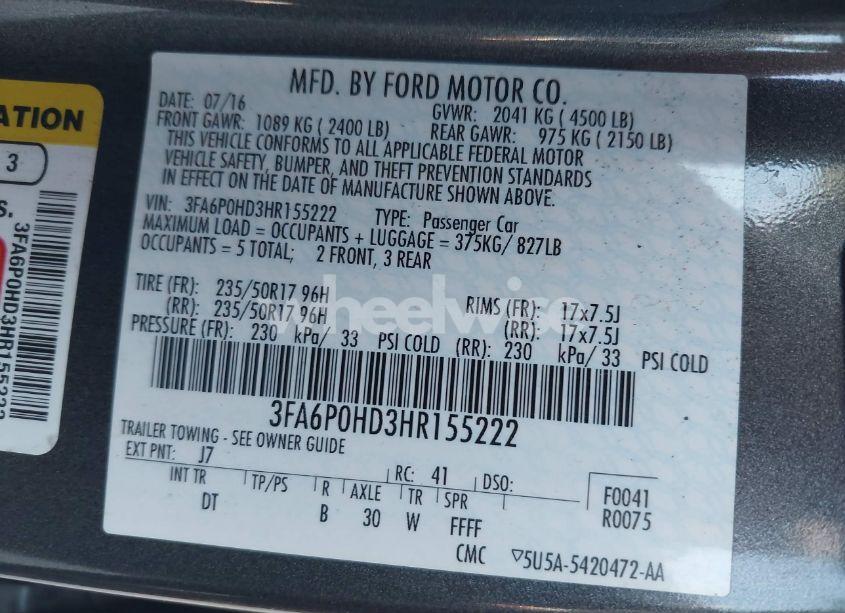 ATION
3
S.
3FA6P0HD3HR155222
MFD. BY FORD MOTOR CO.
DATE: 07/16 GVWR: 2041 KG ( 4500 LB)
FRONT GAWR: 1089 KG ( 2400 LB) REAR GAWR: 975 KG ( 2150 LB)
THIS VEHICLE CONFORMS TO ALL APPLICABLE FEDERAL MOTOR
VEHICLE SAFETY, BUMPER, AND THEFT PREVENTION STANDARDS
IN EFFECT ON THE DATE OF MANUFACTURE SHOWN ABOVE.
VIN: 3FA6P0HD3HR155222 TYPE: Passenger Car
MAXIMUM LOAD = OCCUPANTS + LUGGAGE = 375KG/ 827LB
OCCUPANTS = 5 TOTAL; 2 FRONT, 3 REAR
TIRE (FR): 235/50R17 96H RIMS (FR): 17x7.5J
(RR): 235/50R17 96H (RR): 17x7.5J
PRESSURE (FR): 230 kPa/ 33 PSI COLD (RR): 230 kPa/ 33 PSI COLD
wheelwise
3FA6P0HD3HR155222
TRAILER TOWING - SEE OWNER GUIDE
EXT PNT: J7 RC: 41 DSO: F0041
INT TR TP/PS R AXLE TR SPR R0075
DT B 30 W FFFF
CMC ▽5U5A-5420472-AA